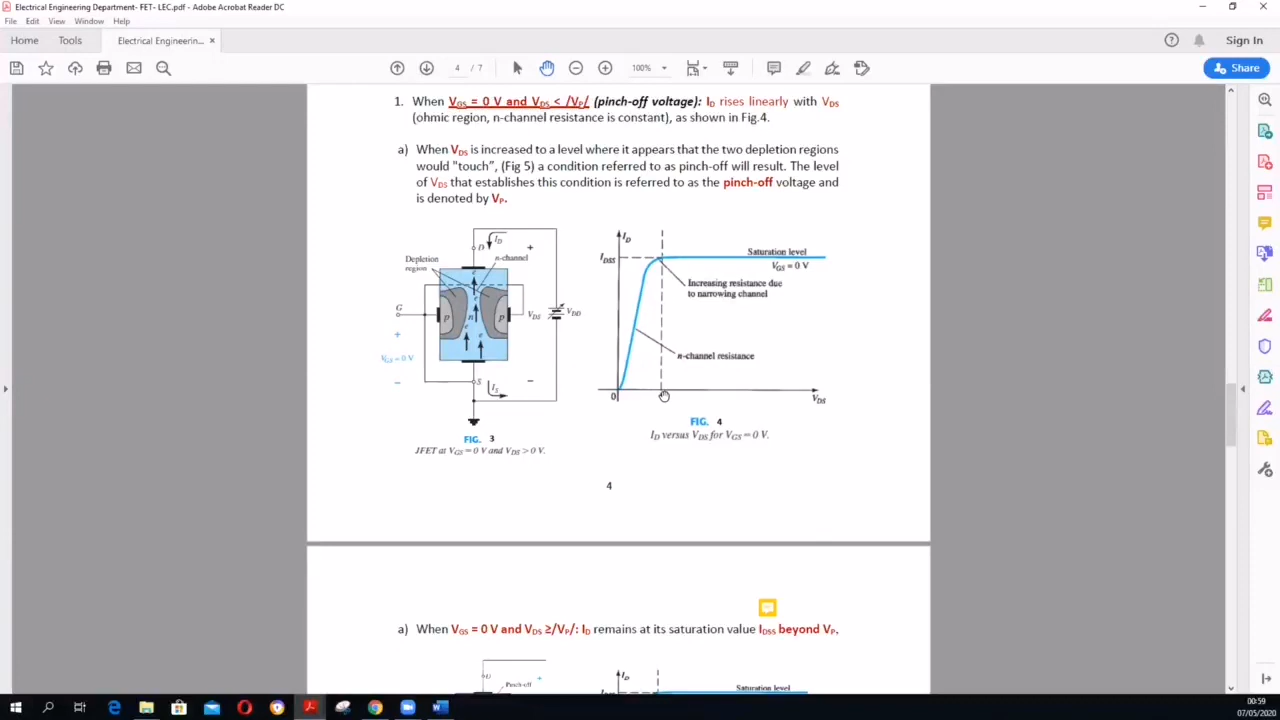 Electrical Engineering Department- FET- LEC.pdf - Adobe Acrobat Reader DC
File Edit View Window Help
Home Tools Electrical Engineerin... × Sign In
4 / 7 100% Share
1. When VGS = 0 V and VDS < /VP/ (pinch-off voltage): ID rises linearly with VDS
(ohmic region, n-channel resistance is constant), as shown in Fig.4.
a) When VDS is increased to a level where it appears that the two depletion regions
would "touch", (Fig 5) a condition referred to as pinch-off will result. The level
of VDS that establishes this condition is referred to as the pinch-off voltage and
is denoted by VP.
ID
D +
Depletion
region
n-channel
e
e
G
p n p
VDS
VDD
+
e
e
VGS = 0 V
–
S
IS
–
FIG. 3
JFET at VGS = 0 V and VDS > 0 V.
ID
IDSS
Saturation level
VGS = 0 V
Increasing resistance due
to narrowing channel
n-channel resistance
0
VDS
FIG. 4
ID versus VDS for VGS = 0 V.
4
a) When VGS = 0 V and VDS ≥/VP/: ID remains at its saturation value IDSS beyond VP.
Pinch-off
+
ID
Saturation level
00:59
07/05/2020